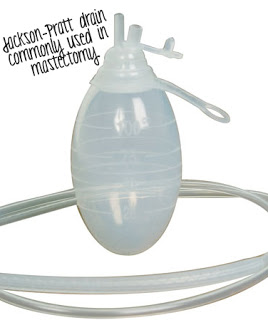 Jackson-Pratt drain
commonly used in
mastectomy